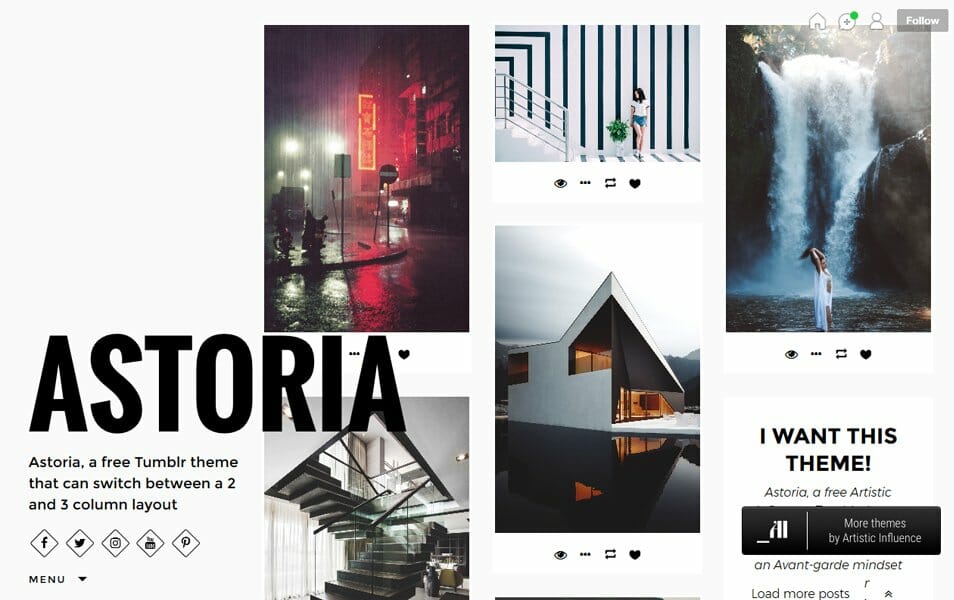 Follow
ASTORIA
Astoria, a free Tumblr theme
that can switch between a 2
and 3 column layout
MENU
I WANT THIS
THEME!
Astoria, a free Artistic
More themes
by Artistic Influence
an Avant-garde mindset
Load more posts